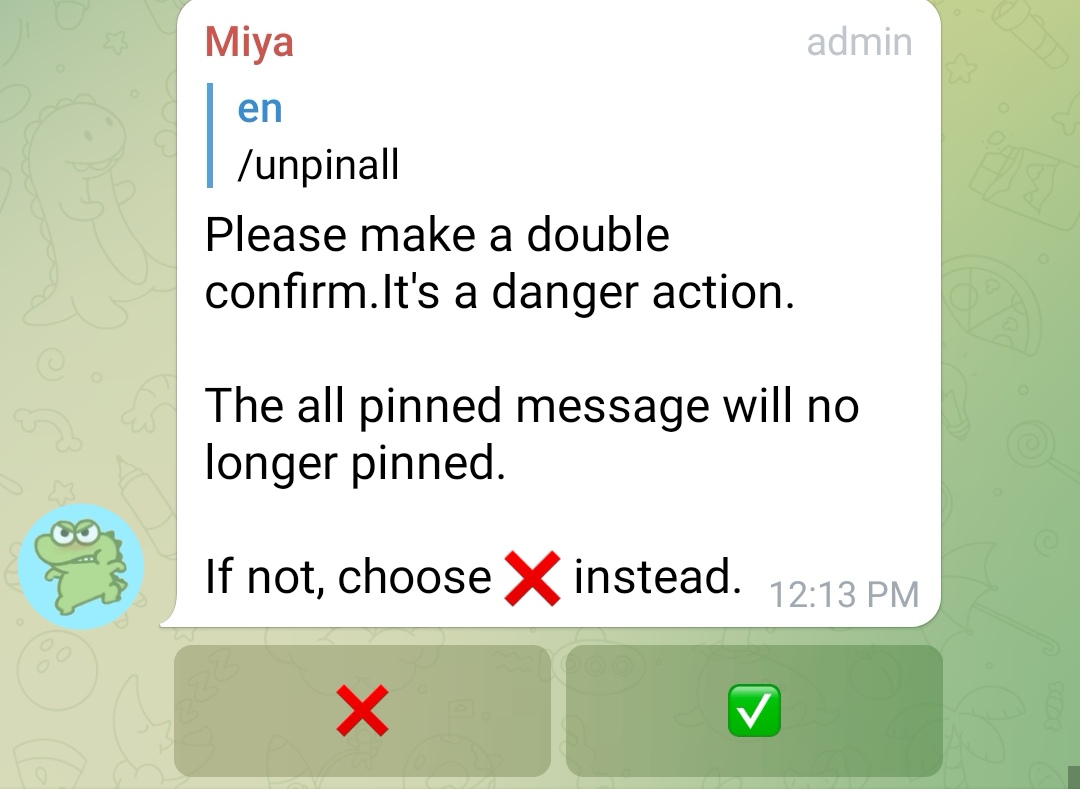 Miya admin
en
/unpinall
Please make a double
confirm.It's a danger action.
The all pinned message will no
longer pinned.
If not, choose ❌ instead. 12:13 PM
❌ ✅